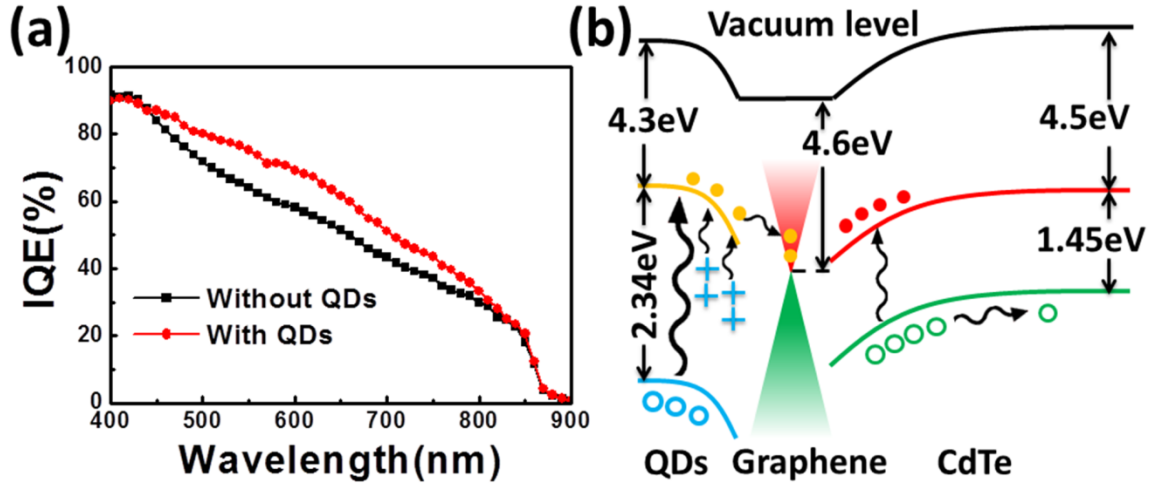 (a)
100
80
60
40
20
0
IQE(%)
Without QDs
With QDs
400 500 600 700 800 900
Wavelength(nm)
(b)
Vacuum level
4.3eV
4.6eV
4.5eV
2.34eV
1.45eV
QDs Graphene CdTe